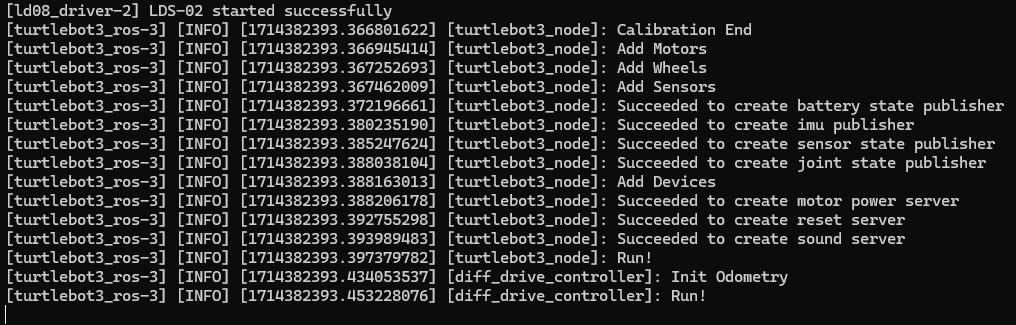 [ld08_driver-2] LDS-02 started successfully
[turtlebot3_ros-3] [INFO] [1714382393.366801622] [turtlebot3_node]: Calibration End
[turtlebot3_ros-3] [INFO] [1714382393.366945414] [turtlebot3_node]: Add Motors
[turtlebot3_ros-3] [INFO] [1714382393.367252693] [turtlebot3_node]: Add Wheels
[turtlebot3_ros-3] [INFO] [1714382393.367462009] [turtlebot3_node]: Add Sensors
[turtlebot3_ros-3] [INFO] [1714382393.372196661] [turtlebot3_node]: Succeeded to create battery state publisher
[turtlebot3_ros-3] [INFO] [1714382393.380235190] [turtlebot3_node]: Succeeded to create imu publisher
[turtlebot3_ros-3] [INFO] [1714382393.385247624] [turtlebot3_node]: Succeeded to create sensor state publisher
[turtlebot3_ros-3] [INFO] [1714382393.388038104] [turtlebot3_node]: Succeeded to create joint state publisher
[turtlebot3_ros-3] [INFO] [1714382393.388163013] [turtlebot3_node]: Add Devices
[turtlebot3_ros-3] [INFO] [1714382393.388206178] [turtlebot3_node]: Succeeded to create motor power server
[turtlebot3_ros-3] [INFO] [1714382393.392755298] [turtlebot3_node]: Succeeded to create reset server
[turtlebot3_ros-3] [INFO] [1714382393.393989483] [turtlebot3_node]: Succeeded to create sound server
[turtlebot3_ros-3] [INFO] [1714382393.397379782] [turtlebot3_node]: Run!
[turtlebot3_ros-3] [INFO] [1714382393.434053537] [diff_drive_controller]: Init Odometry
[turtlebot3_ros-3] [INFO] [1714382393.453228076] [diff_drive_controller]: Run!